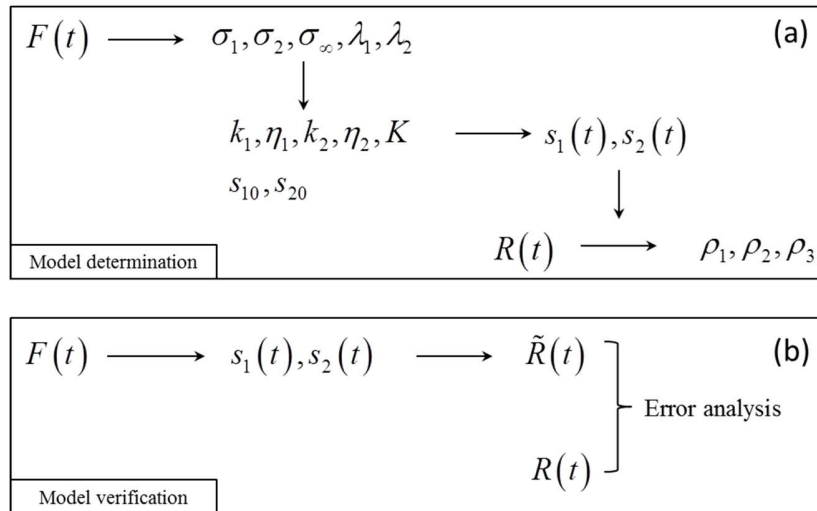 (a)
F(t) ⟶ σ₁, σ₂, σ∞, λ₁, λ₂
k₁, η₁, k₂, η₂, K ⟶ s₁(t), s₂(t)
s₁₀, s₂₀
R(t) ⟶ ρ₁, ρ₂, ρ₃
Model determination
(b)
F(t) ⟶ s₁(t), s₂(t) ⟶ R̃(t)
Error analysis
R(t)
Model verification